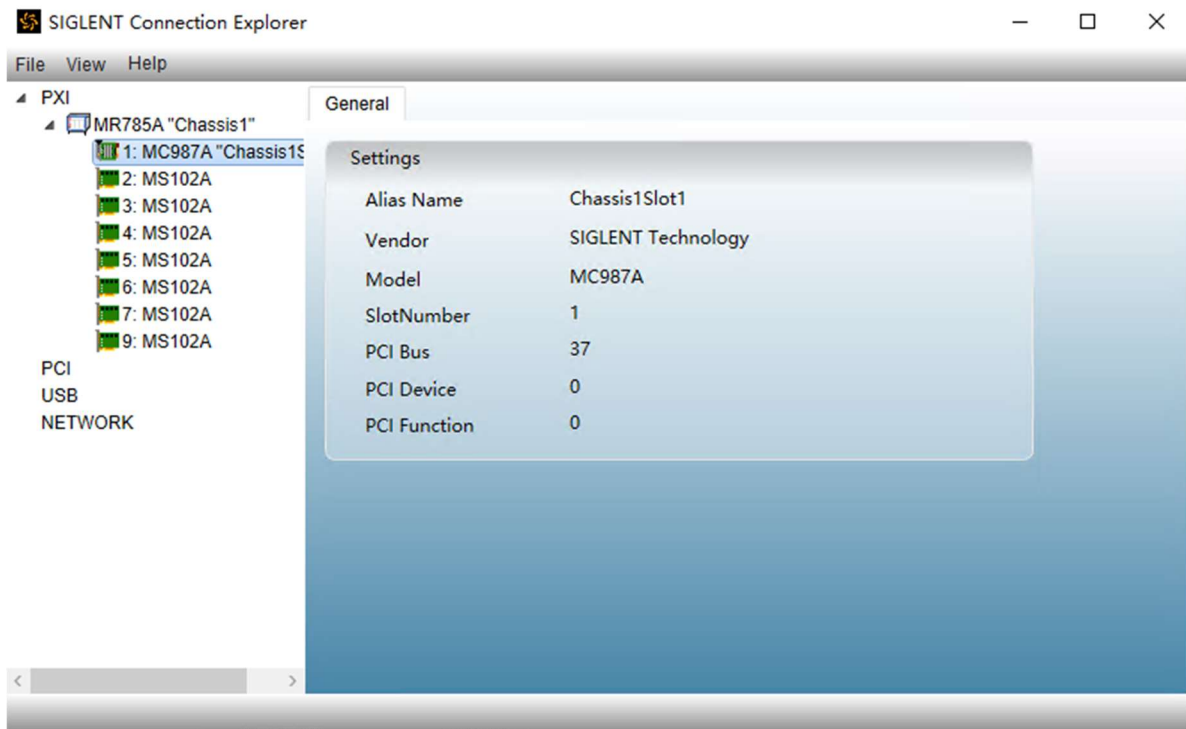 SIGLENT Connection Explorer
File View Help
PXI
MR785A "Chassis1"
1: MC987A "Chassis1S
2: MS102A
3: MS102A
4: MS102A
5: MS102A
6: MS102A
7: MS102A
9: MS102A
PCI
USB
NETWORK
General
Settings
Alias Name Chassis1Slot1
Vendor SIGLENT Technology
Model MC987A
SlotNumber 1
PCI Bus 37
PCI Device 0
PCI Function 0